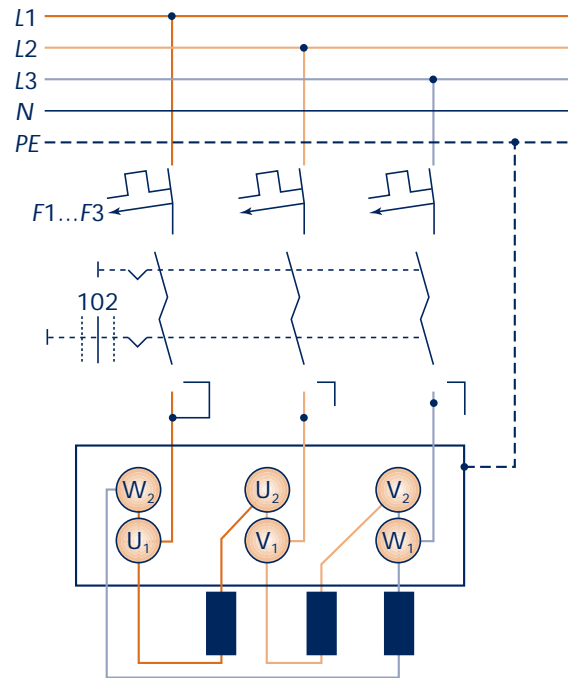 L1
L2
L3
N
PE
F1...F3
102
W₂ U₂ V₂
U₁ V₁ W₁